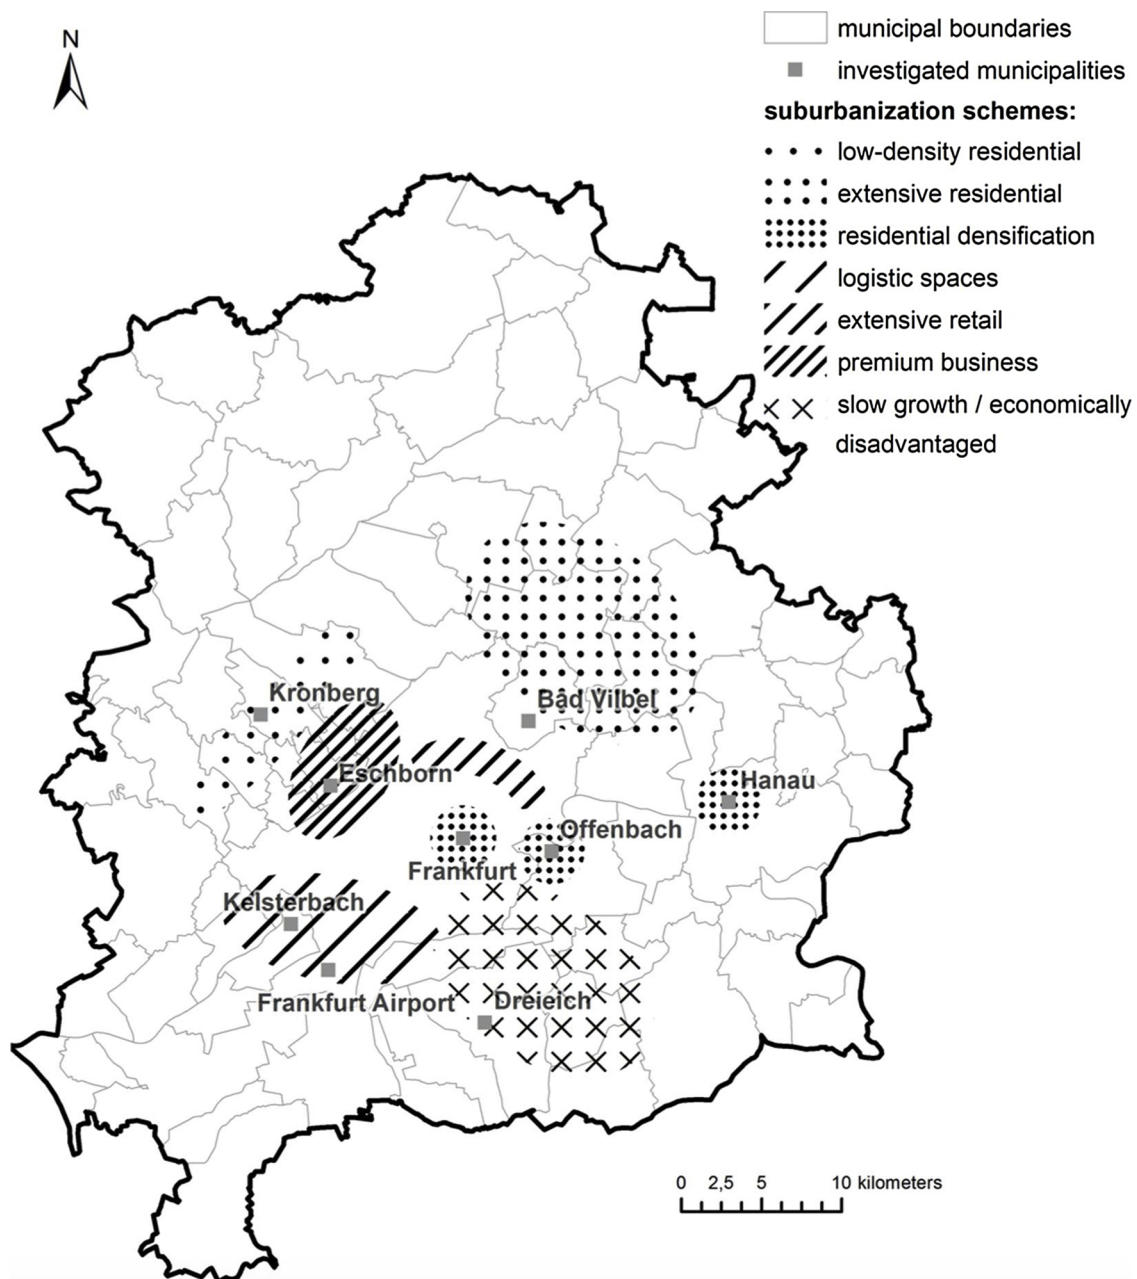 N
municipal boundaries
investigated municipalities
suburbanization schemes:
low-density residential
extensive residential
residential densification
logistic spaces
extensive retail
premium business
slow growth / economically
disadvantaged
Kronberg
Bad Vilbel
Eschborn
Hanau
Offenbach
Frankfurt
Kelsterbach
Frankfurt Airport
Dreieich
0 2,5 5 10 kilometers